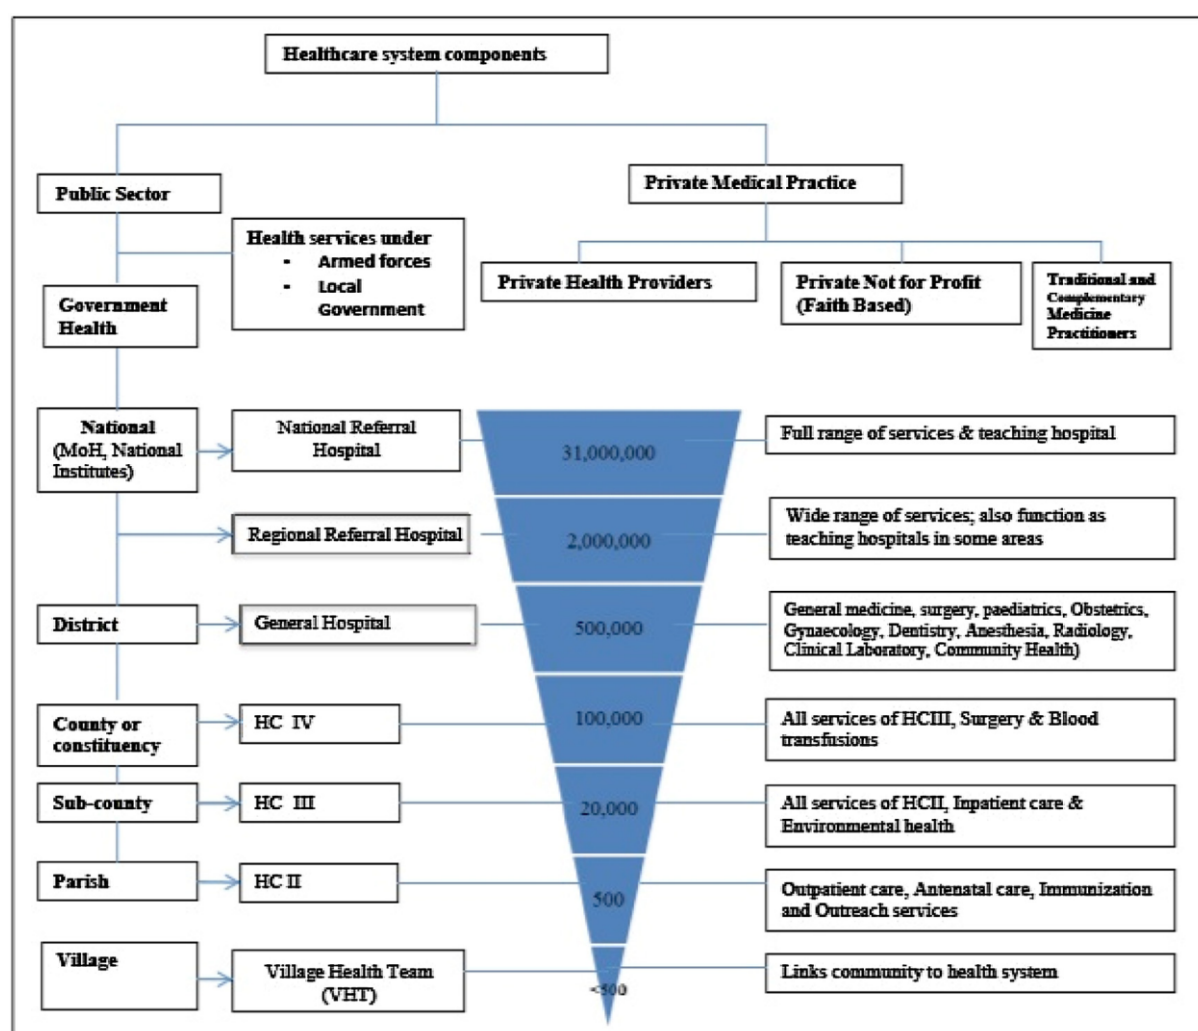 Healthcare system components
Public Sector
Private Medical Practice
Health services under
- Armed forces
- Local
Government
Government
Health
Private Health Providers
Private Not for Profit
(Faith Based)
Traditional and
Complementary
Medicine
Practitioners
National
(MoH, National
Institutes)
National Referral
Hospital
31,000,000
Full range of services & teaching hospital
Regional Referral Hospital
2,000,000
Wide range of services; also function as
teaching hospitals in some areas
District
General Hospital
500,000
General medicine, surgery, paediatrics, Obstetrics,
Gynaecology, Dentistry, Anesthesia, Radiology,
Clinical Laboratory, Community Health)
County or
constituency
HC IV
100,000
All services of HCIII, Surgery & Blood
transfusions
Sub-county
HC III
20,000
All services of HCII, Inpatient care &
Environmental health
Parish
HC II
500
Outpatient care, Antenatal care, Immunization
and Outreach services
Village
Village Health Team
(VHT)
<500
Links community to health system